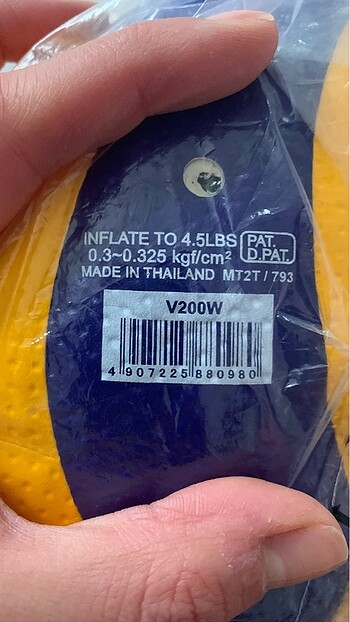 INFLATE TO 4.5LBS PAT.
0.3~0.325 kgf/cm² D.PAT.
MADE IN THAILAND MT2T / 793
V200W
4 907225 880980